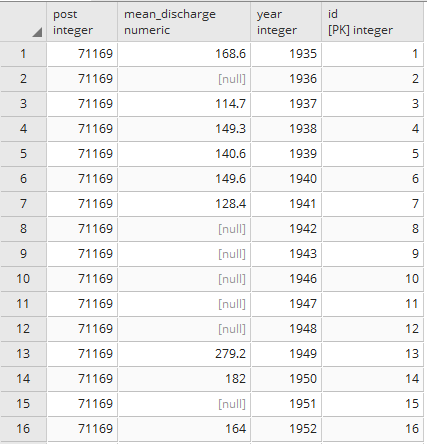 post mean_discharge year id
integer numeric integer [PK] integer
1 71169 168.6 1935 1
2 71169 [null] 1936 2
3 71169 114.7 1937 3
4 71169 149.3 1938 4
5 71169 140.6 1939 5
6 71169 149.6 1940 6
7 71169 128.4 1941 7
8 71169 [null] 1942 8
9 71169 [null] 1943 9
10 71169 [null] 1946 10
11 71169 [null] 1947 11
12 71169 [null] 1948 12
13 71169 279.2 1949 13
14 71169 182 1950 14
15 71169 [null] 1951 15
16 71169 164 1952 16